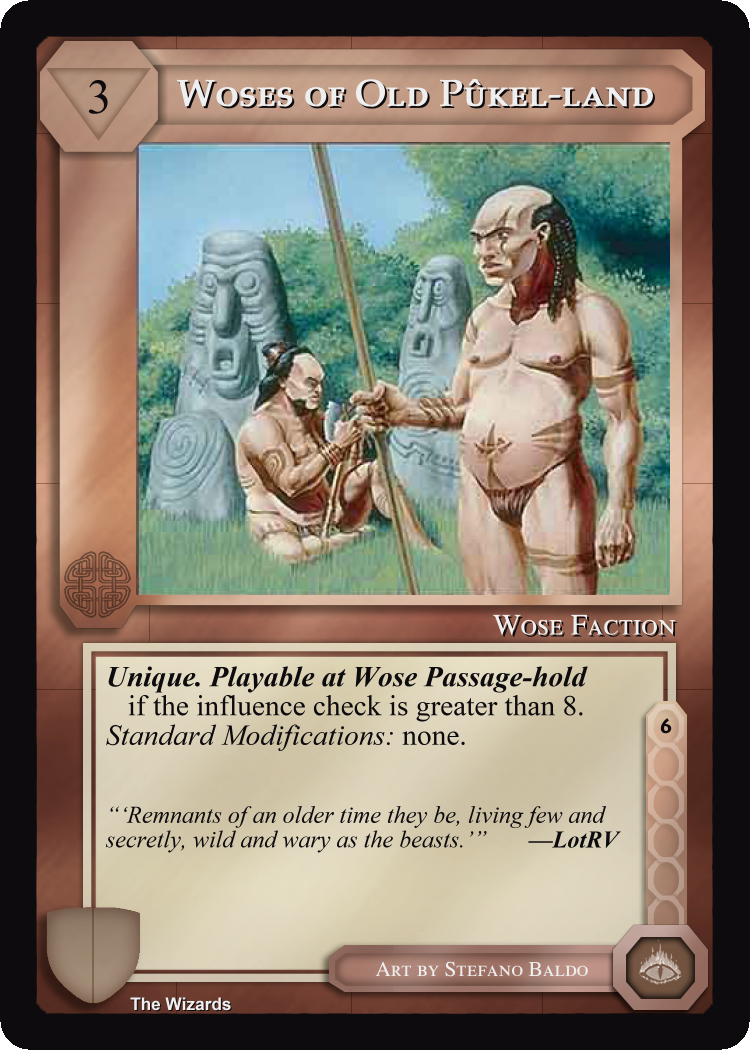 3
Woses of Old Pûkel-land
Wose Faction
Unique. Playable at Wose Passage-hold
if the influence check is greater than 8.
Standard Modifications: none.
6
“‘Remnants of an older time they be, living few and
secretly, wild and wary as the beasts.’” —LotRV
Art by Stefano Baldo
The Wizards